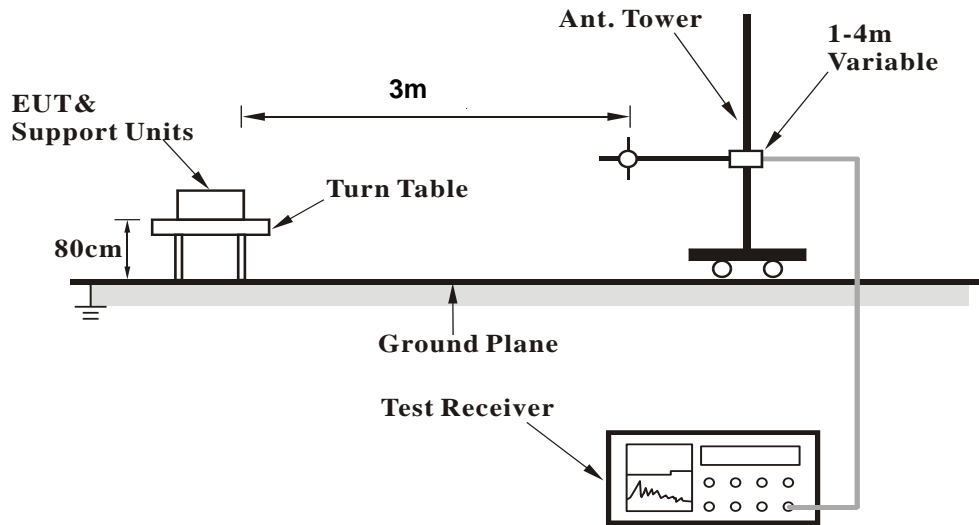 Ant. Tower
1-4m
Variable
3m
EUT&
Support Units
Turn Table
80cm
Ground Plane
Test Receiver